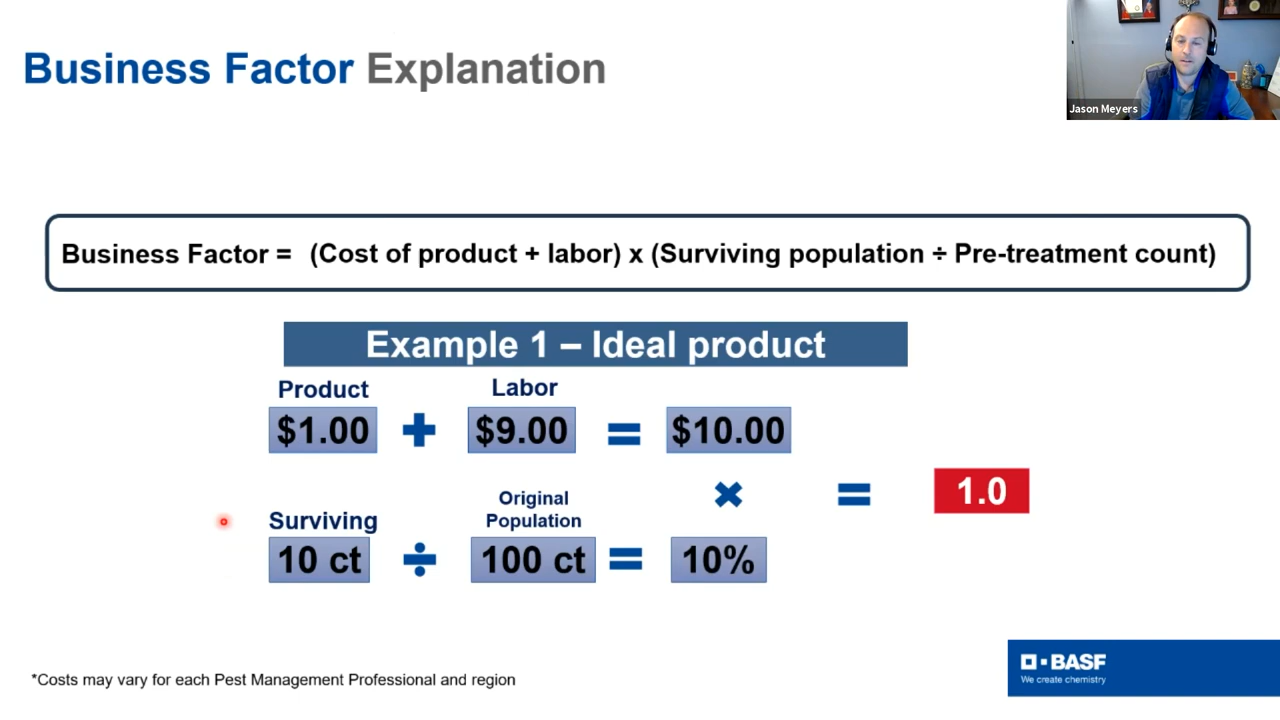 Business Factor Explanation
Jason Meyers
Business Factor = (Cost of product + labor) x (Surviving population ÷ Pre-treatment count)
Example 1 – Ideal product
Product Labor
$1.00 + $9.00 = $10.00
× = 1.0
Original
Population
Surviving
10 ct ÷ 100 ct = 10%
BASF
We create chemistry
*Costs may vary for each Pest Management Professional and region